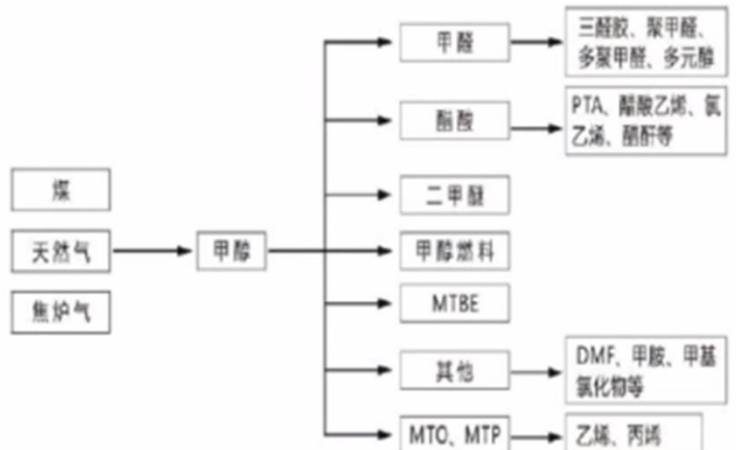 煤
天然气
焦炉气
甲醇
甲醛
三醛胶、聚甲醛、
多聚甲醛、多元醇
酯酸
PTA、醋酸乙烯、氯
乙烯、醋酐等
二甲醚
甲醇燃料
MTBE
其他
DMF、甲胺、甲基
氯化物等
MTO、MTP
乙烯、丙烯